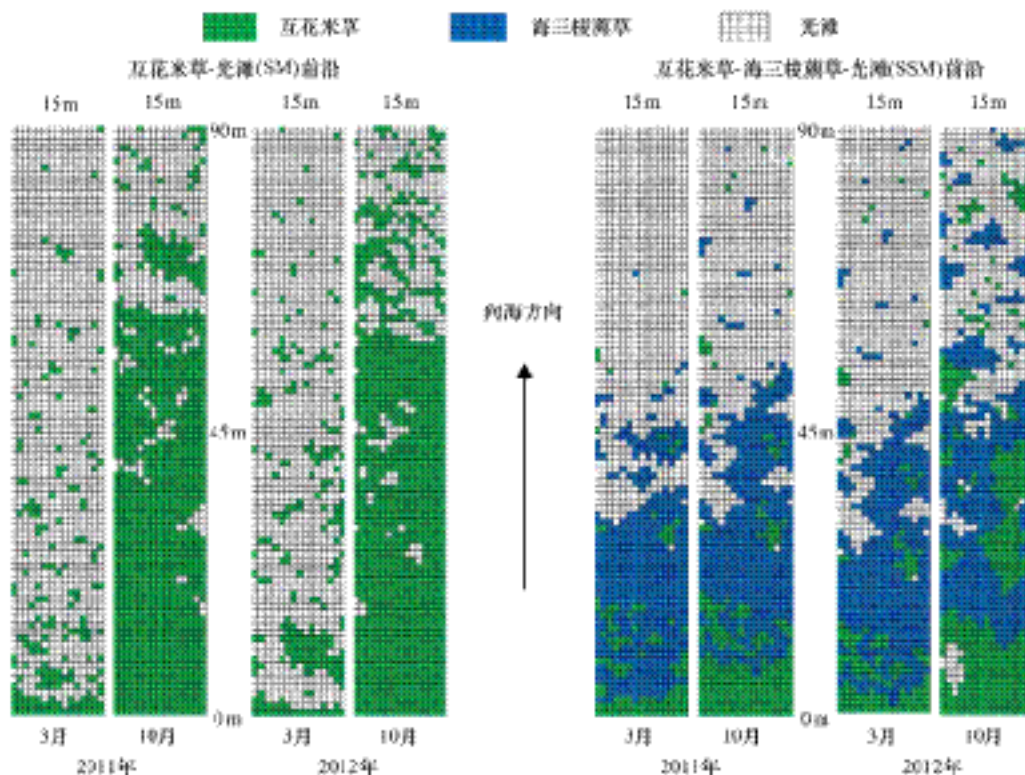 互花米草 海三棱藨草 光滩
互花米草-光滩(SM)前沿 互花米草-海三棱藨草-光滩(SSM)前沿
15m 15m 15m 15m 15m 15m 15m 15m
90m 90m
向海方向
45m 45m
0m 0m
3月 10月 3月 10月 3月 10月 3月 10月
2011年 2012年 2011年 2012年